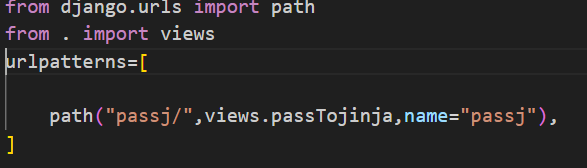 from django.urls import path
from . import views
urlpatterns=[
path("passj/",views.passTojinja,name="passj"),
]